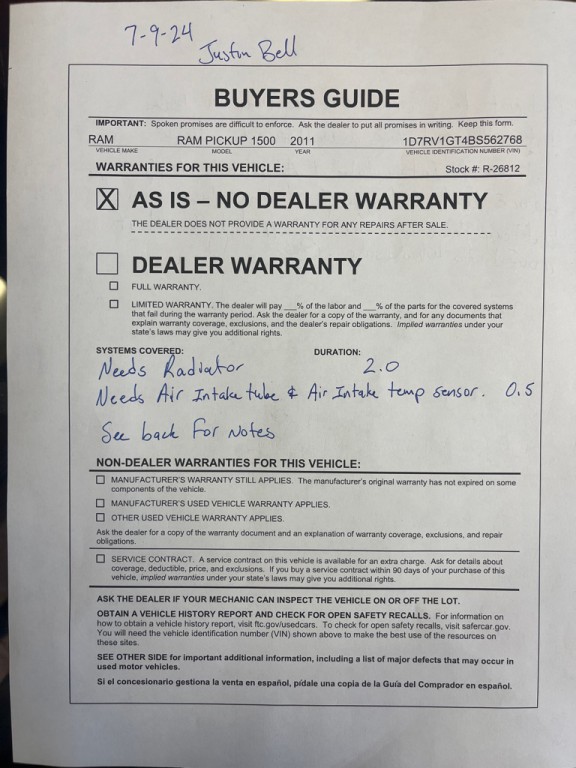 7-9-24
Justin Bell
BUYERS GUIDE
IMPORTANT: Spoken promises are difficult to enforce. Ask the dealer to put all promises in writing. Keep this form.
RAM RAM PICKUP 1500 2011 1D7RV1GT4BS562768
VEHICLE MAKE MODEL YEAR VEHICLE IDENTIFICATION NUMBER (VIN)
WARRANTIES FOR THIS VEHICLE: Stock #: R-26812
X AS IS – NO DEALER WARRANTY
THE DEALER DOES NOT PROVIDE A WARRANTY FOR ANY REPAIRS AFTER SALE.
DEALER WARRANTY
FULL WARRANTY.
LIMITED WARRANTY. The dealer will pay ___% of the labor and ___% of the parts for the covered systems
that fail during the warranty period. Ask the dealer for a copy of the warranty, and for any documents that
explain warranty coverage, exclusions, and the dealer's repair obligations. Implied warranties under your
state's laws may give you additional rights.
SYSTEMS COVERED: DURATION:
Needs Radiator 2.0
Needs Air Intake tube & Air Intake temp sensor. 0.5
See back For Notes
NON-DEALER WARRANTIES FOR THIS VEHICLE:
MANUFACTURER'S WARRANTY STILL APPLIES. The manufacturer's original warranty has not expired on some
components of the vehicle.
MANUFACTURER'S USED VEHICLE WARRANTY APPLIES.
OTHER USED VEHICLE WARRANTY APPLIES.
Ask the dealer for a copy of the warranty document and an explanation of warranty coverage, exclusions, and repair
obligations.
SERVICE CONTRACT. A service contract on this vehicle is available for an extra charge. Ask for details about
coverage, deductible, price, and exclusions. If you buy a service contract within 90 days of your purchase of this
vehicle, implied warranties under your state's laws may give you additional rights.
ASK THE DEALER IF YOUR MECHANIC CAN INSPECT THE VEHICLE ON OR OFF THE LOT.
OBTAIN A VEHICLE HISTORY REPORT AND CHECK FOR OPEN SAFETY RECALLS. For information on
how to obtain a vehicle history report, visit ftc.gov/usedcars. To check for open safety recalls, visit safercar.gov.
You will need the vehicle identification number (VIN) shown above to make the best use of the resources on
these sites.
SEE OTHER SIDE for important additional information, including a list of major defects that may occur in
used motor vehicles.
Si el concesionario gestiona la venta en español, pídale una copia de la Guía del Comprador en español.